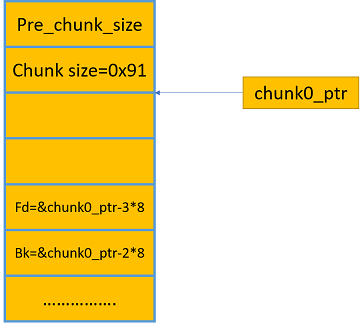 Pre_chunk_size
Chunk size=0x91
chunk0_ptr
Fd=&chunk0_ptr-3*8
Bk=&chunk0_ptr-2*8
…………….